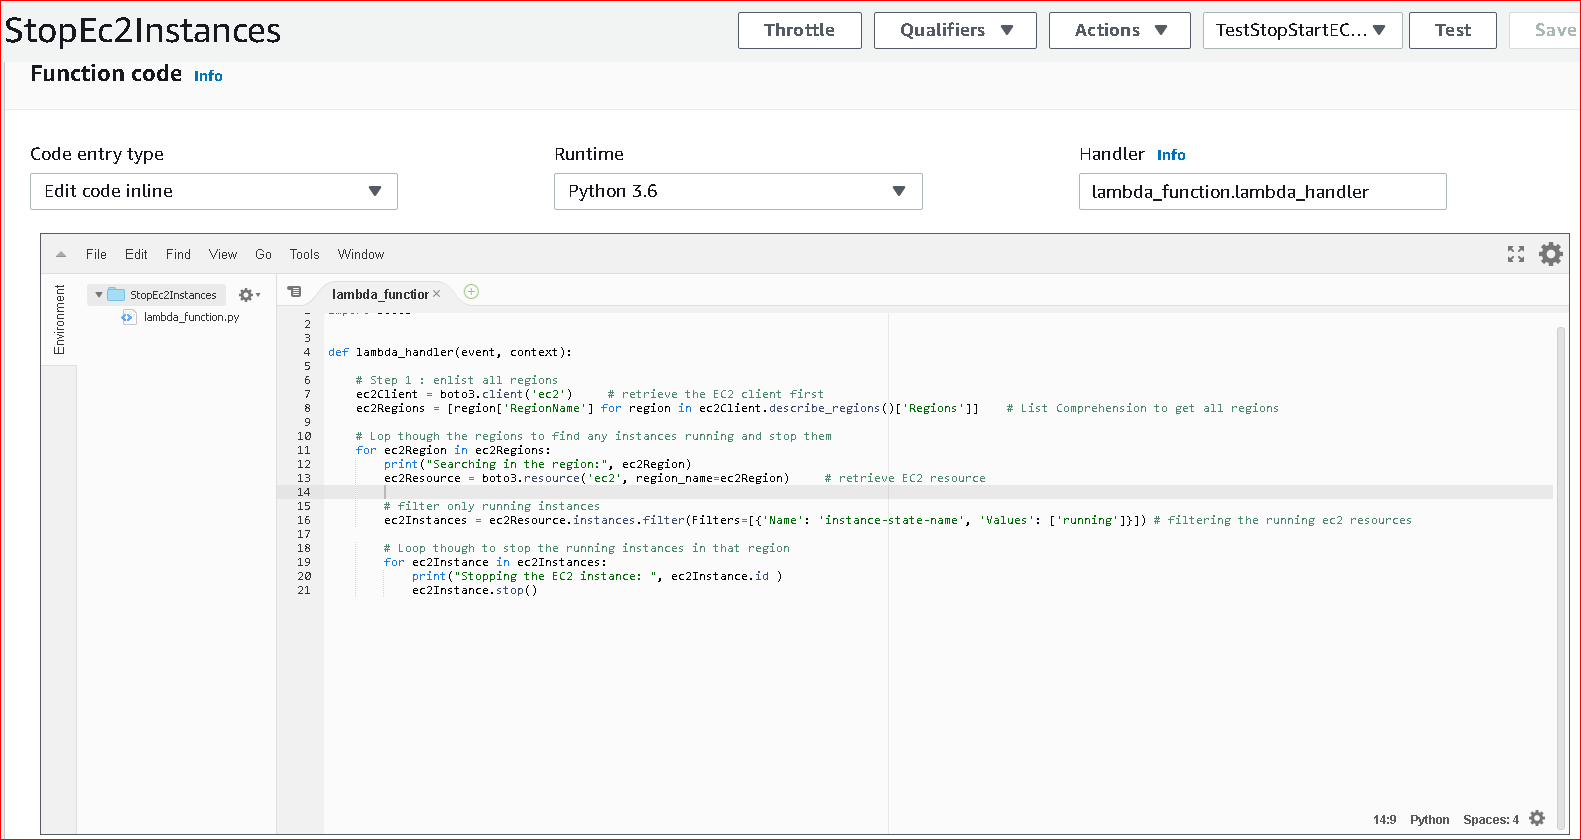 StopEc2Instances
Throttle
Qualifiers
Actions
TestStopStartEC...
Test
Save
Function code Info
Code entry type
Runtime
Handler Info
Edit code inline
Python 3.6
lambda_function.lambda_handler
File Edit Find View Go Tools Window
Environment
StopEc2Instances
lambda_function.py
lambda_function
2
3
4 def lambda_handler(event, context):
5
6 # Step 1 : enlist all regions
7 ec2Client = boto3.client('ec2') # retrieve the EC2 client first
8 ec2Regions = [region['RegionName'] for region in ec2Client.describe_regions()['Regions']] # List Comprehension to get all regions
9
10 # Lop though the regions to find any instances running and stop them
11 for ec2Region in ec2Regions:
12 print("Searching in the region:", ec2Region)
13 ec2Resource = boto3.resource('ec2', region_name=ec2Region) # retrieve EC2 resource
14
15 # filter only running instances
16 ec2Instances = ec2Resource.instances.filter(Filters=[{'Name': 'instance-state-name', 'Values': ['running']}]) # filtering the running ec2 resources
17
18 # Loop though to stop the running instances in that region
19 for ec2Instance in ec2Instances:
20 print("Stopping the EC2 instance: ", ec2Instance.id )
21 ec2Instance.stop()
14:9 Python Spaces: 4